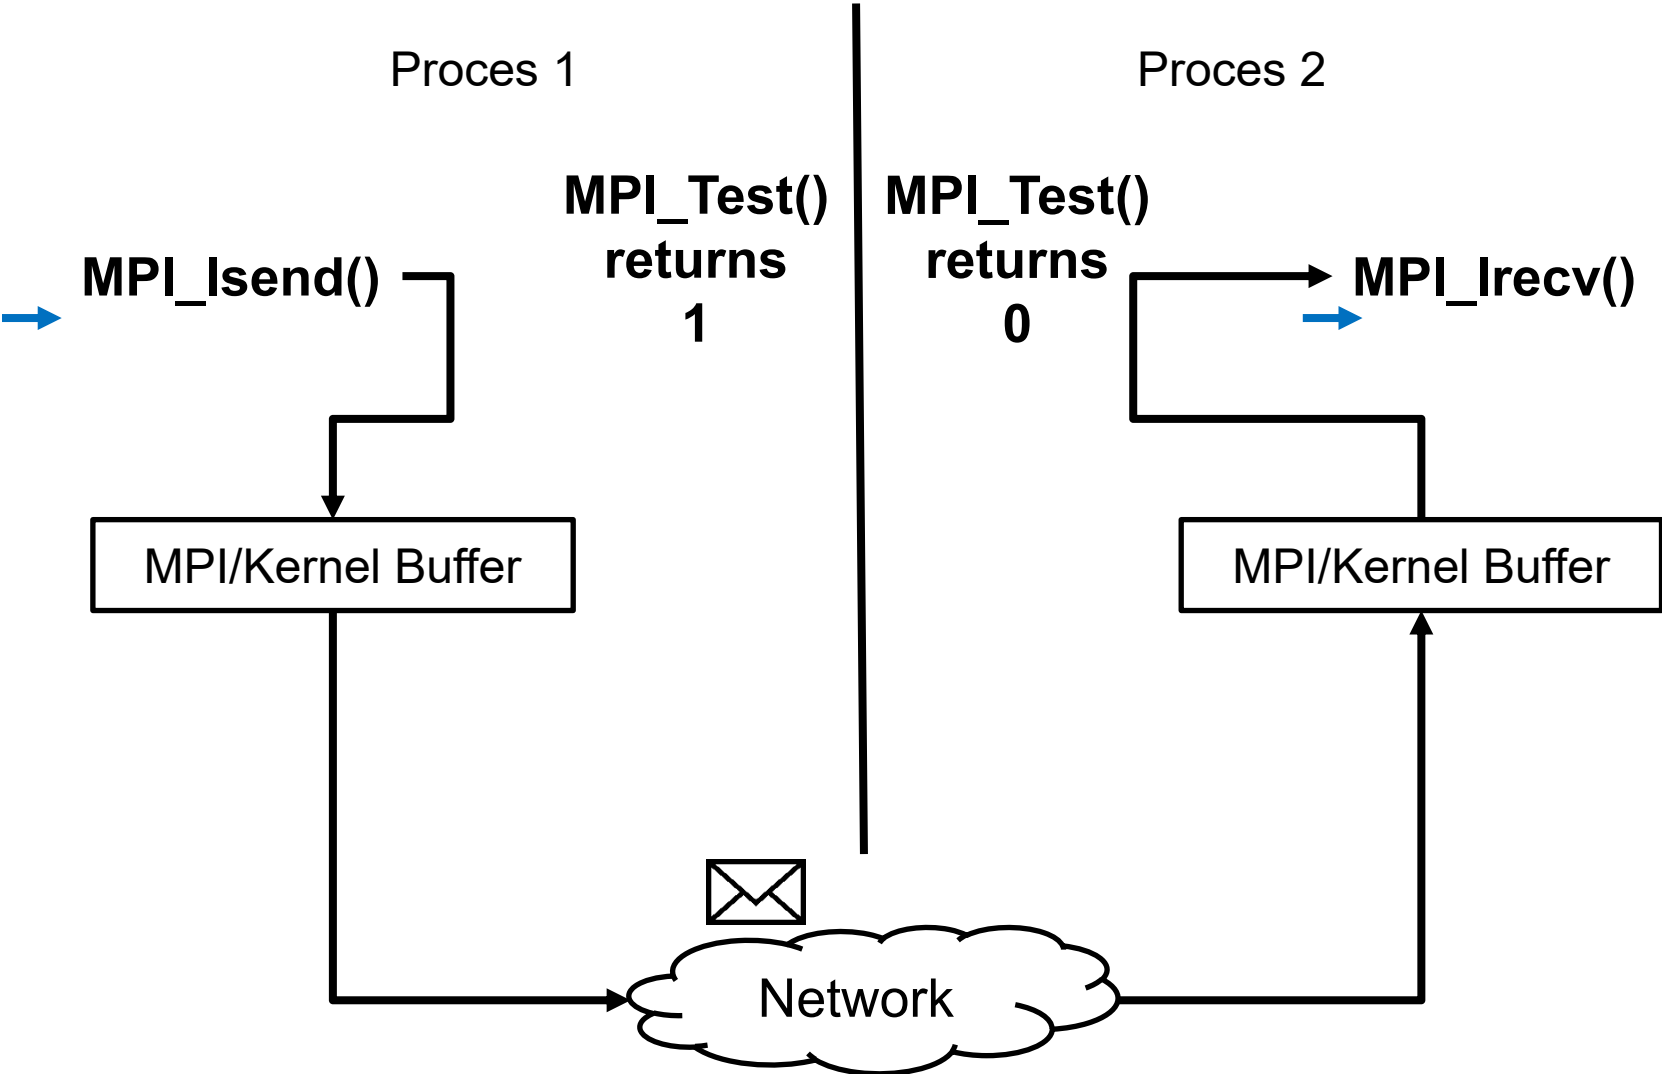 Proces 1
Proces 2
MPI_Test()
returns
1
MPI_Test()
returns
0
MPI_Isend()
MPI_Irecv()
MPI/Kernel Buffer
MPI/Kernel Buffer
Network